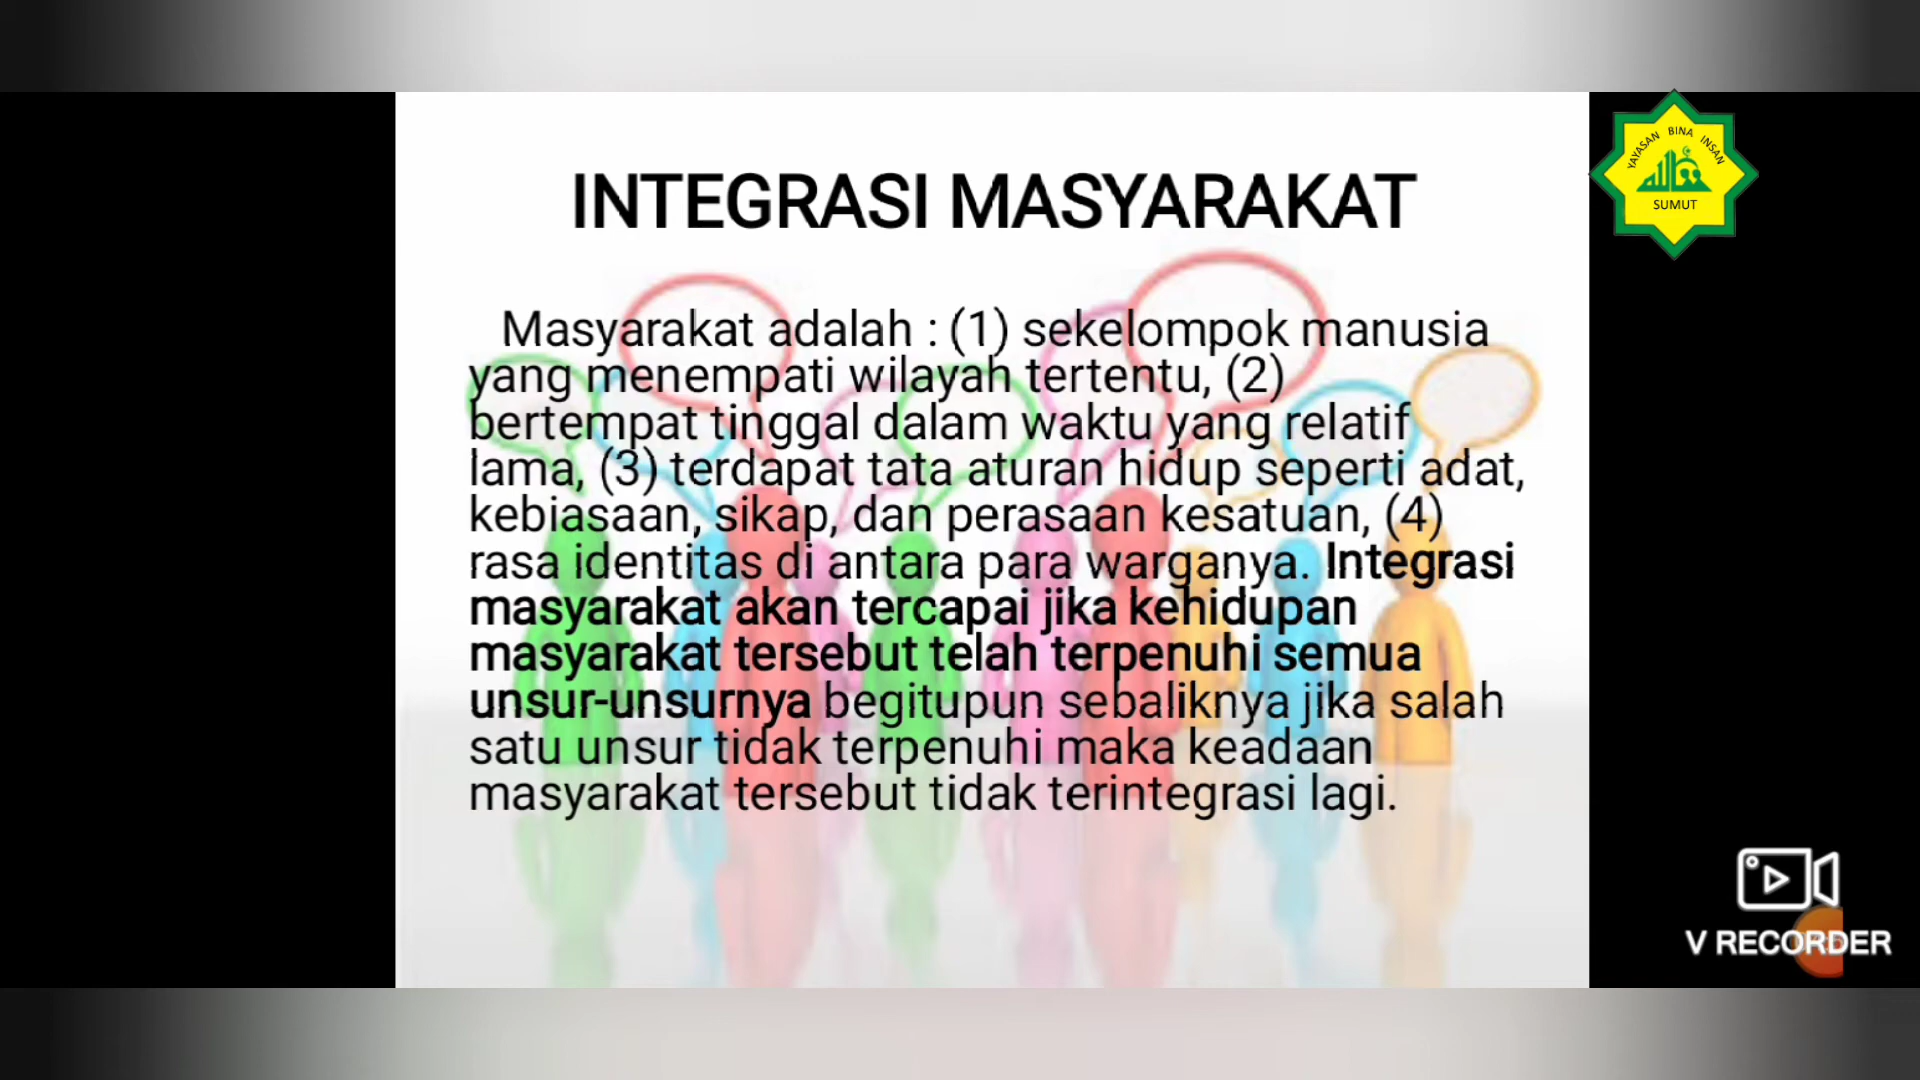 INTEGRASI MASYARAKAT
Masyarakat adalah : (1) sekelompok manusia
yang menempati wilayah tertentu, (2)
bertempat tinggal dalam waktu yang relatif
lama, (3) terdapat tata aturan hidup seperti adat,
kebiasaan, sikap, dan perasaan kesatuan, (4)
rasa identitas di antara para warganya. Integrasi
masyarakat akan tercapai jika kehidupan
masyarakat tersebut telah terpenuhi semua
unsur-unsurnya begitupun sebaliknya jika salah
satu unsur tidak terpenuhi maka keadaan
masyarakat tersebut tidak terintegrasi lagi.
YAYASAN BINA INSAN
SUMUT
V RECORDER